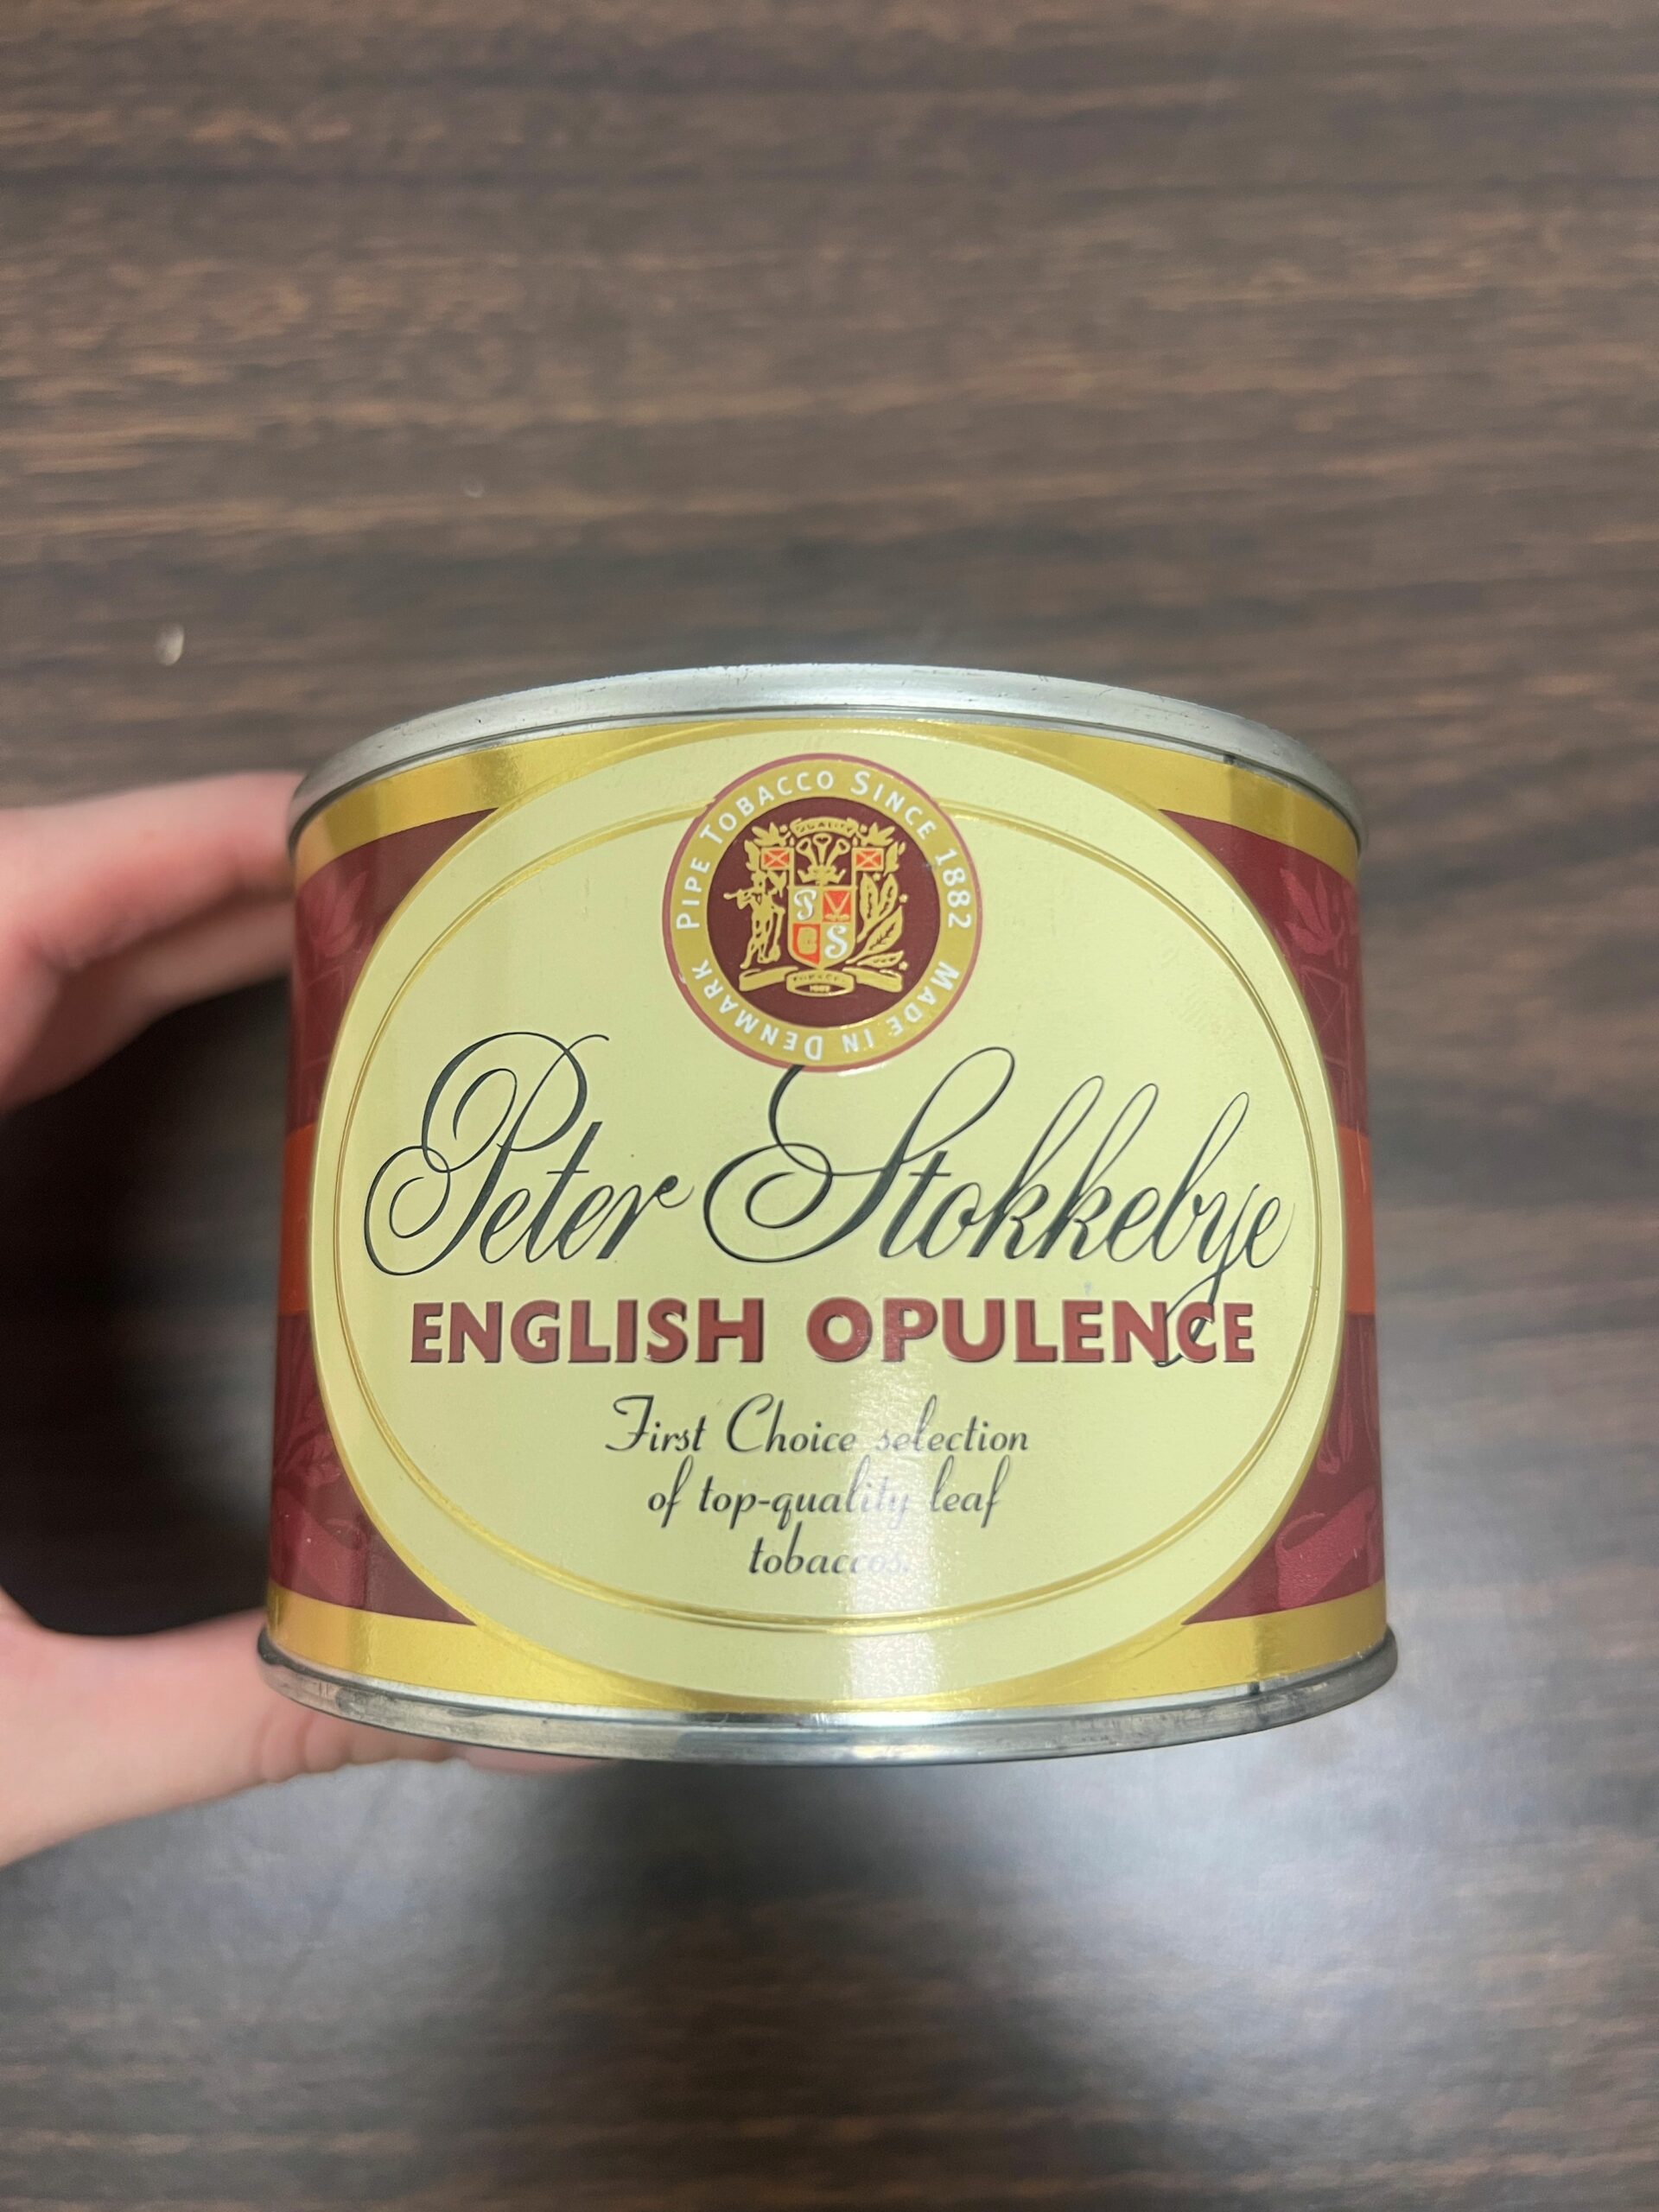 PIPE TOBACCO SINCE 1882
MADE IN DENMARK
QUALITY
P
C S
Peter Stokkebye
ENGLISH OPULENCE
First Choice selection
of top-quality leaf
tobaccos.